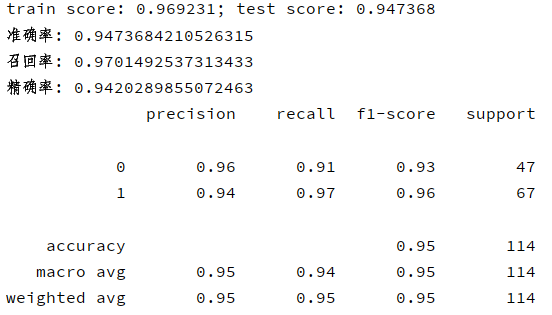 train score: 0.969231; test score: 0.947368
准确率: 0.9473684210526315
召回率: 0.9701492537313433
精确率: 0.9420289855072463
precision recall f1-score support
0 0.96 0.91 0.93 47
1 0.94 0.97 0.96 67
accuracy 0.95 114
macro avg 0.95 0.94 0.95 114
weighted avg 0.95 0.95 0.95 114